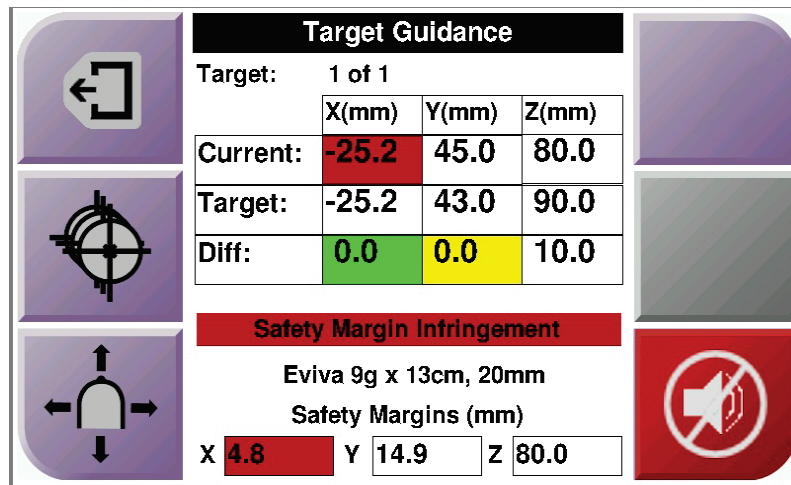 Target Guidance
Target: 1 of 1
X(mm) Y(mm) Z(mm)
Current: -25.2 45.0 80.0
Target: -25.2 43.0 90.0
Diff: 0.0 0.0 10.0
Safety Margin Infringement
Eviva 9g x 13cm, 20mm
Safety Margins (mm)
X 4.8 Y 14.9 Z 80.0